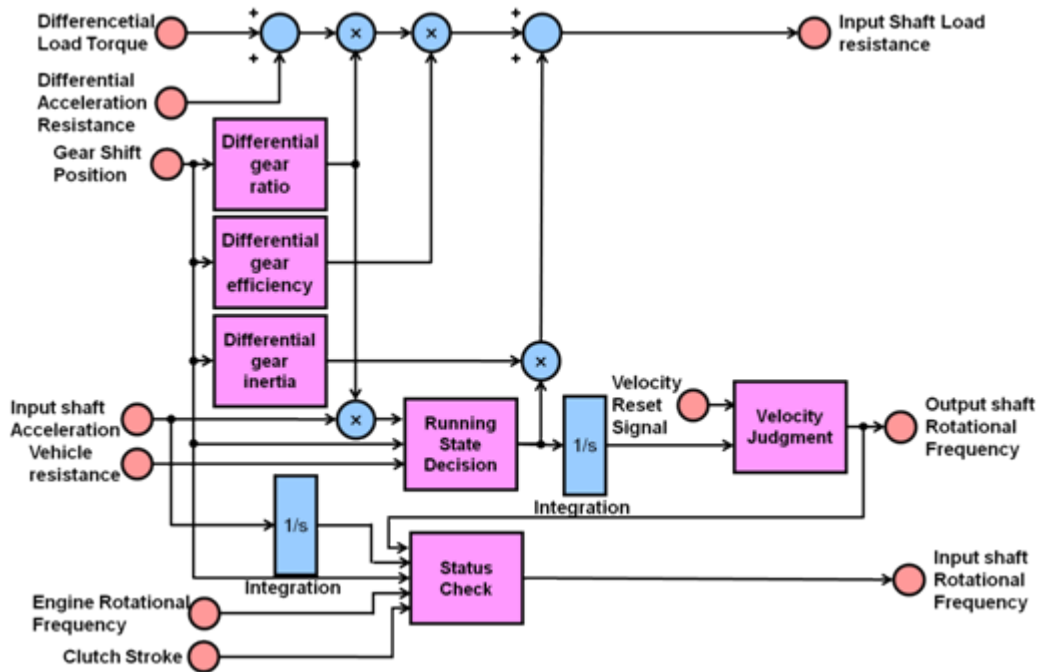 Differencetial
Load Torque
+
+
×
×
+
+
Input Shaft Load
resistance
Differential
Acceleration
Resistance
Gear Shift
Position
Differential
gear
ratio
Differential
gear
efficiency
Differential
gear
inertia
×
Input shaft
Acceleration
Vehicle
resistance
×
Running
State
Decision
1/s
Integration
Velocity
Reset
Signal
Velocity
Judgment
Output shaft
Rotational
Frequency
1/s
Integration
Status
Check
Input shaft
Rotational
Frequency
Engine Rotational
Frequency
Clutch Stroke